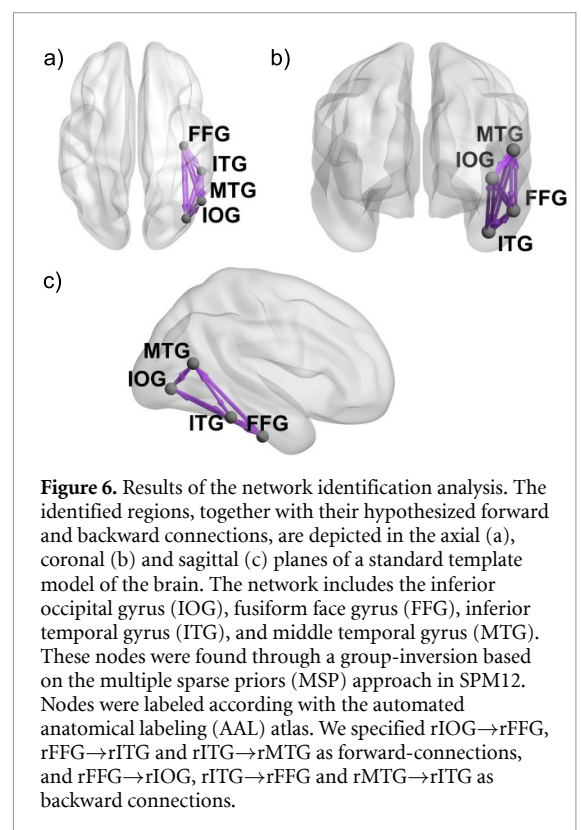 a)
FFG
ITG
MTG
IOG
b)
MTG
IOG
FFG
ITG
c)
MTG
IOG
ITG FFG
Figure 6. Results of the network identification analysis. The
identified regions, together with their hypothesized forward
and backward connections, are depicted in the axial (a),
coronal (b) and sagittal (c) planes of a standard template
model of the brain. The network includes the inferior
occipital gyrus (IOG), fusiform face gyrus (FFG), inferior
temporal gyrus (ITG), and middle temporal gyrus (MTG).
These nodes were found through a group-inversion based
on the multiple sparse priors (MSP) approach in SPM12.
Nodes were labeled according with the automated
anatomical labeling (AAL) atlas. We specified rIOG→rFFG,
rFFG→rITG and rITG→rMTG as forward-connections,
and rFFG→rIOG, rITG→rFFG and rMTG→rITG as
backward connections.